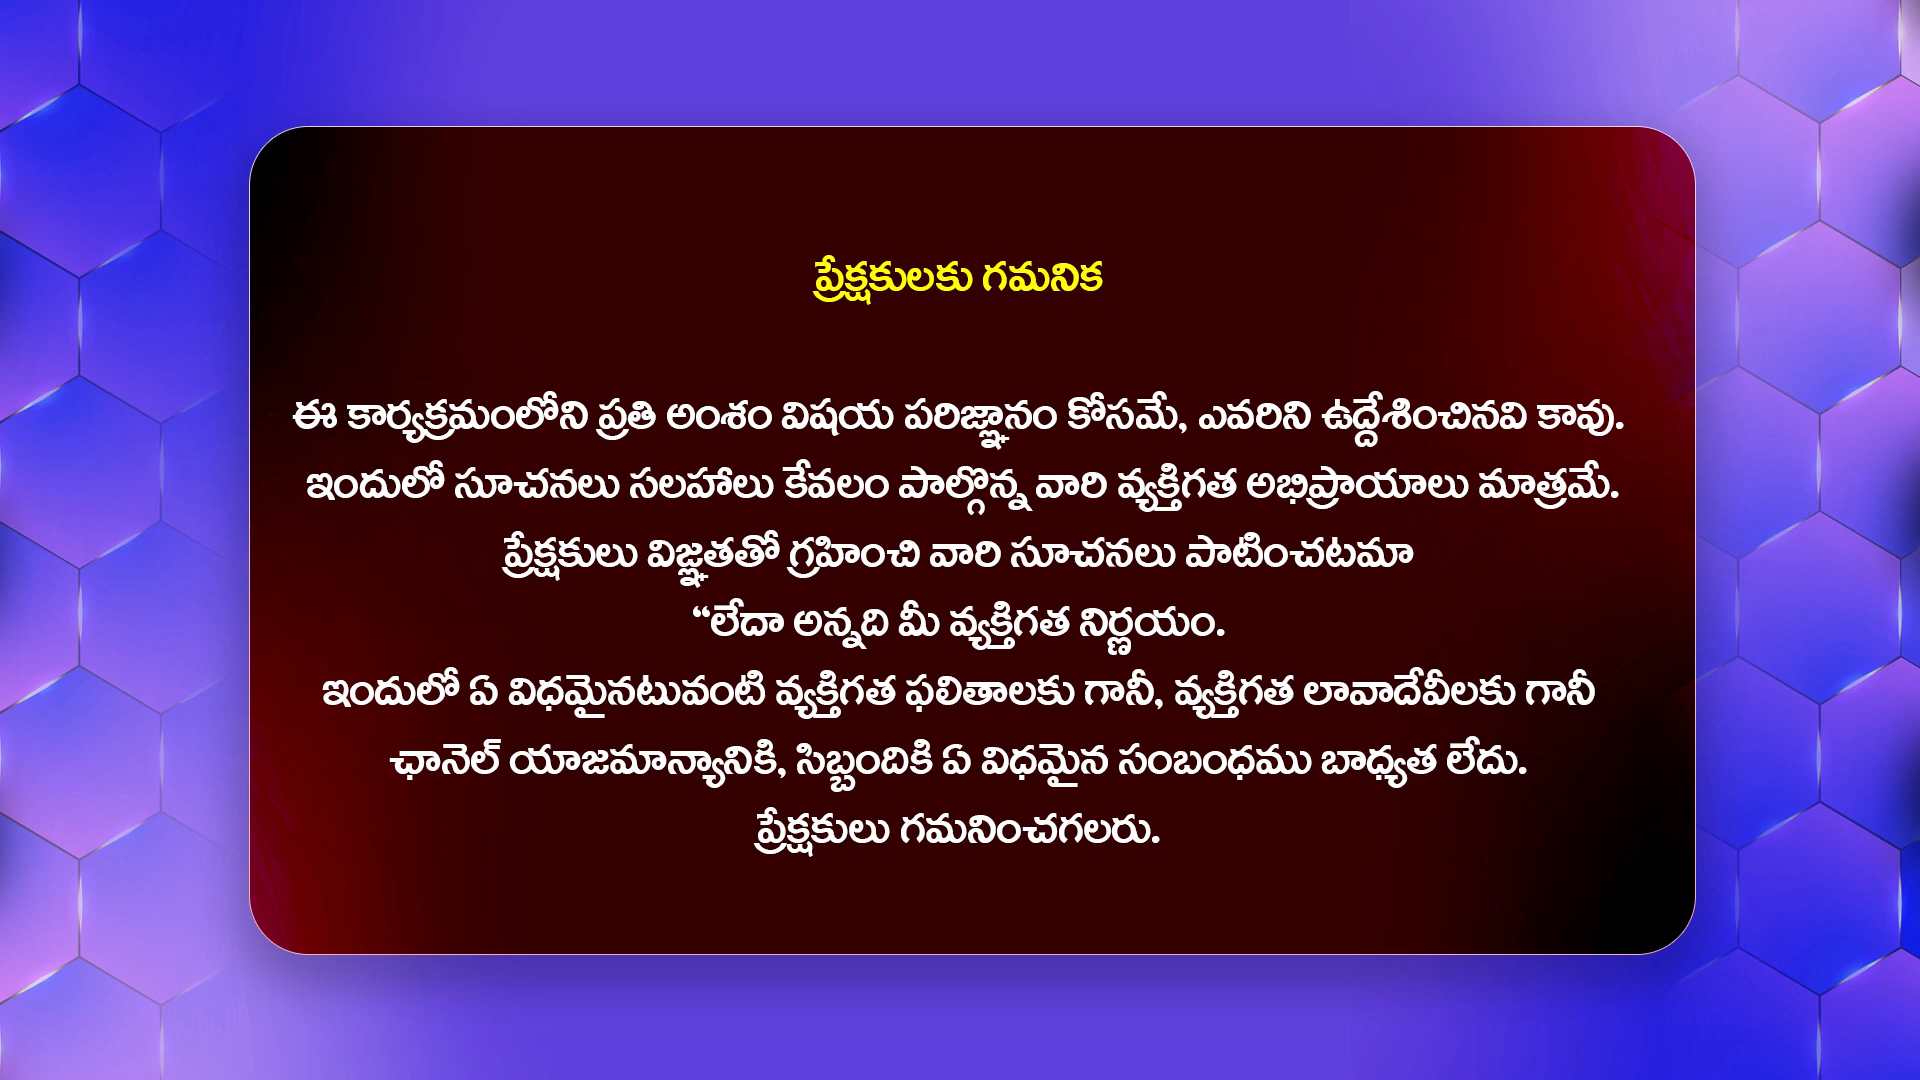 ప్రేక్షకులకు గమనిక
ఈ కార్యక్రమంలోని ప్రతి అంశం విషయ పరిజ్ఞానం కోసమే, ఎవరిని ఉద్దేశించినవి కావు.
ఇందులో సూచనలు సలహాలు కేవలం పాల్గొన్న వారి వ్యక్తిగత అభిప్రాయాలు మాత్రమే.
ప్రేక్షకులు విజ్ఞతతో గ్రహించి వారి సూచనలు పాటించటమా
“లేదా అన్నది మీ వ్యక్తిగత నిర్ణయం.
ఇందులో ఏ విధమైనటువంటి వ్యక్తిగత ఫలితాలకు గానీ, వ్యక్తిగత లావాదేవీలకు గానీ
ఛానెల్ యాజమాన్యానికి, సిబ్బందికి ఏ విధమైన సంబంధము బాధ్యత లేదు.
ప్రేక్షకులు గమనించగలరు.